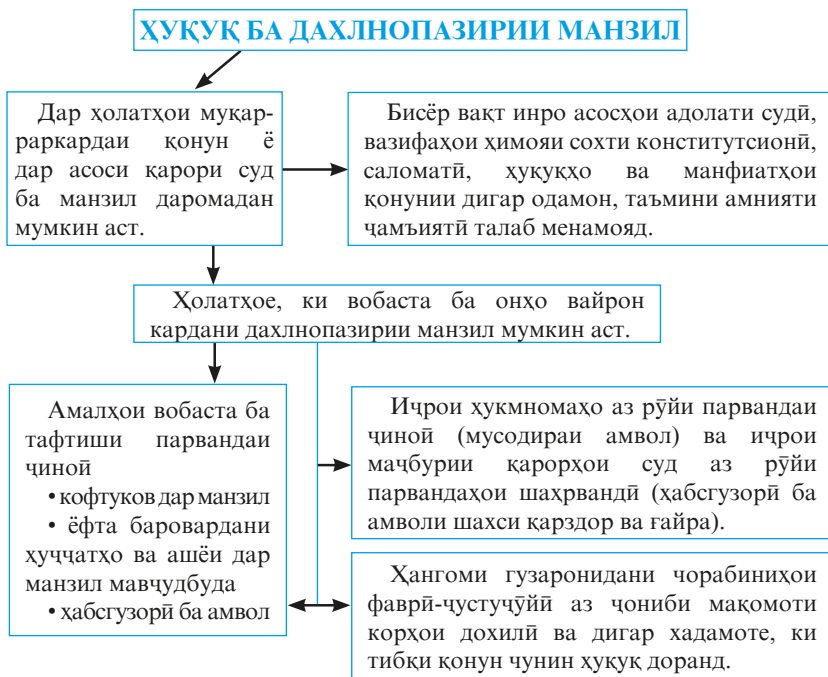 ҲУҚУҚ БА ДАХЛНОПАЗИРИИ МАНЗИЛ
Дар ҳолатҳои муқар-
раркардаи қонун ё
дар асоси қарори суд
ба манзил даромадан
мумкин аст.
Бисёр вақт инро асосҳои адолати судӣ,
вазифаҳои ҳимояи сохти конститутсионӣ,
саломатӣ, ҳуқуқҳо ва манфиатҳои
қонунии дигар одамон, таъмини амнияти
ҷамъиятӣ талаб менамояд.
Ҳолатҳое, ки вобаста ба онҳо вайрон
кардани дахлнопазирии манзил мумкин аст.
Амалҳои вобаста ба
тафтиши парвандаи
ҷиноӣ
• кофтуков дар манзил
• ёфта баровардани
ҳуҷҷатҳо ва ашёи дар
манзил мавҷудбуда
• ҳабсгузорӣ ба амвол
Иҷрои ҳукмномаҳо аз рӯйи парвандаи
ҷиноӣ (мусодираи амвол) ва иҷрои
маҷбурии қарорҳои суд аз рӯйи
парвандаҳои шаҳрвандӣ (ҳабсгузорӣ ба
амволи шахси қарздор ва ғайра).
Ҳангоми гузаронидани чорабиниҳои
фаврӣ-ҷустуҷӯйӣ аз ҷониби мақомоти
корҳои дохилӣ ва дигар хадамоте, ки
тибқи қонун чунин ҳуқуқ доранд.